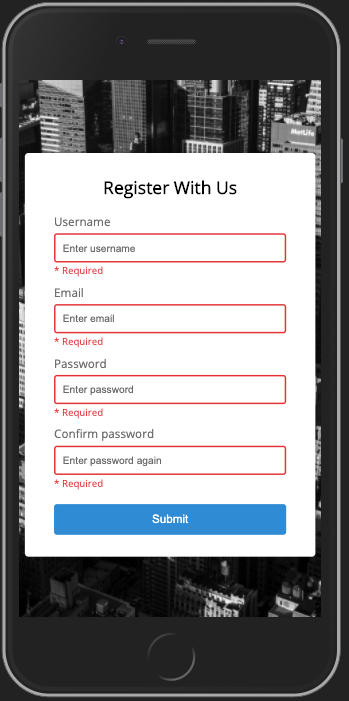 MetLife
Register With Us
Username
Enter username
* Required
Email
Enter email
* Required
Password
Enter password
* Required
Confirm password
Enter password again
* Required
Submit